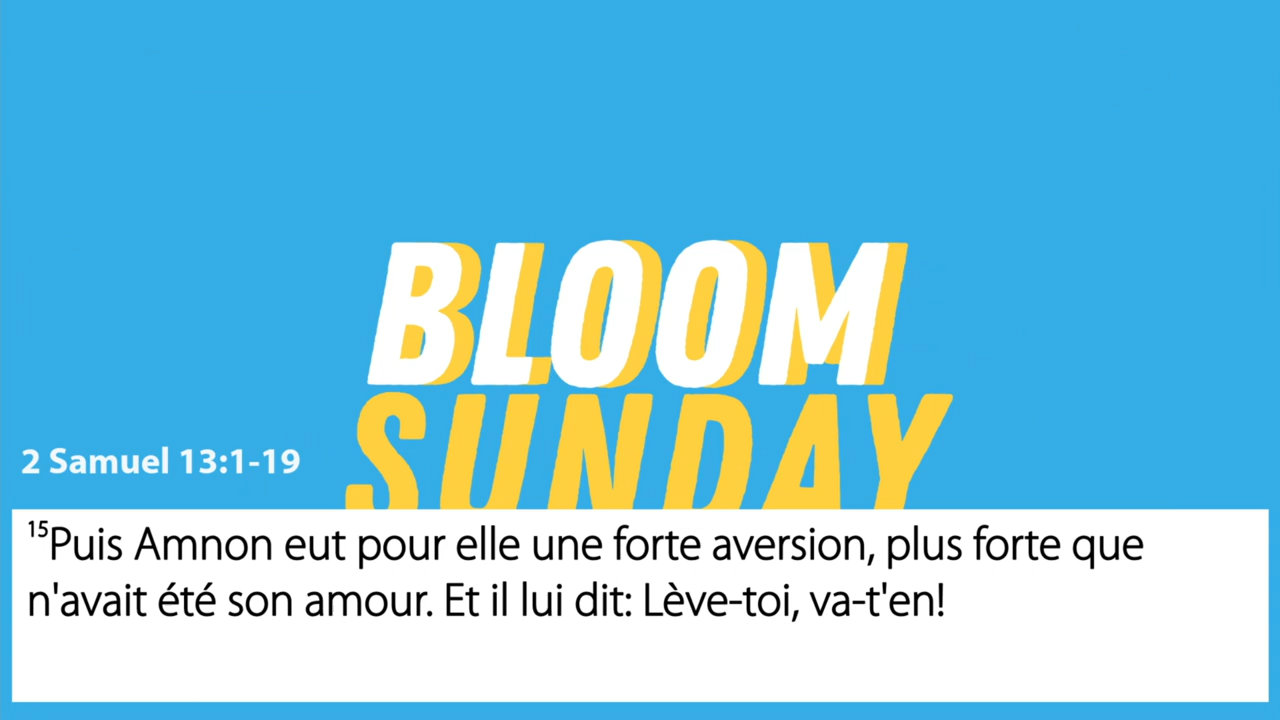 BLOOM
SUNDAY
2 Samuel 13:1-19
15Puis Amnon eut pour elle une forte aversion, plus forte que
n'avait été son amour. Et il lui dit: Lève-toi, va-t'en!